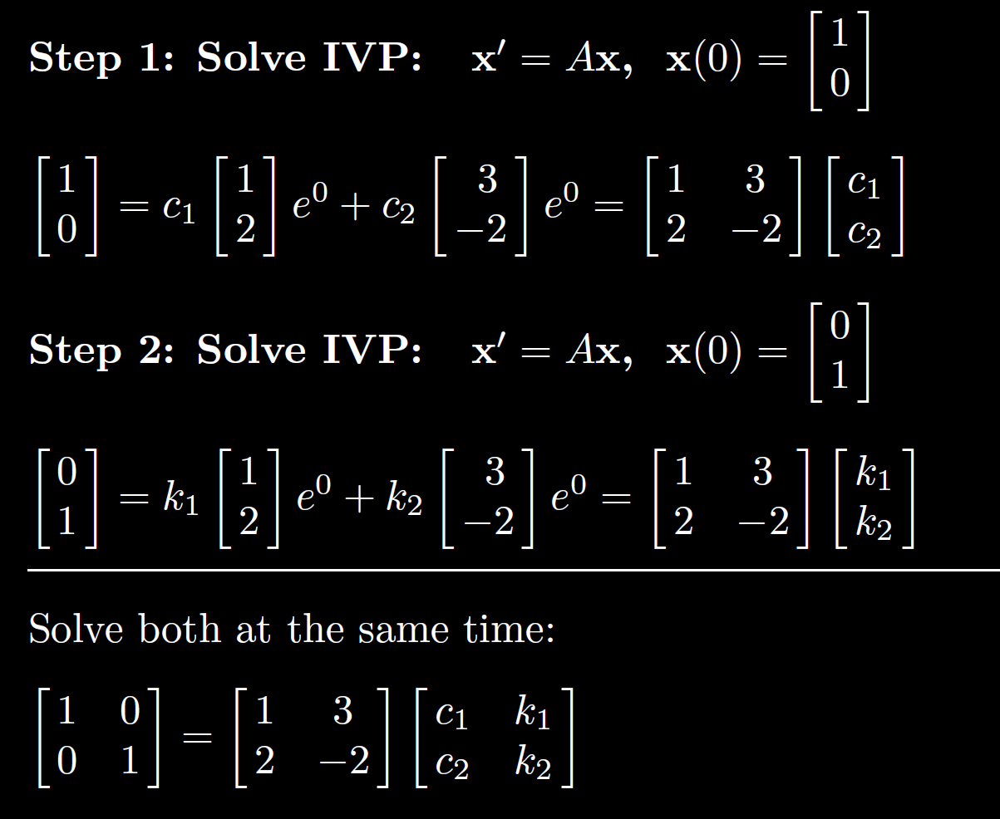 Step 1: Solve IVP: x′ = Ax, x(0) = [1; 0]
[1; 0] = c₁ [1; 2] e⁰ + c₂ [3; −2] e⁰ = [1 3; 2 −2] [c₁; c₂]
Step 2: Solve IVP: x′ = Ax, x(0) = [0; 1]
[0; 1] = k₁ [1; 2] e⁰ + k₂ [3; −2] e⁰ = [1 3; 2 −2] [k₁; k₂]
Solve both at the same time:
[1 0; 0 1] = [1 3; 2 −2] [c₁ k₁; c₂ k₂]